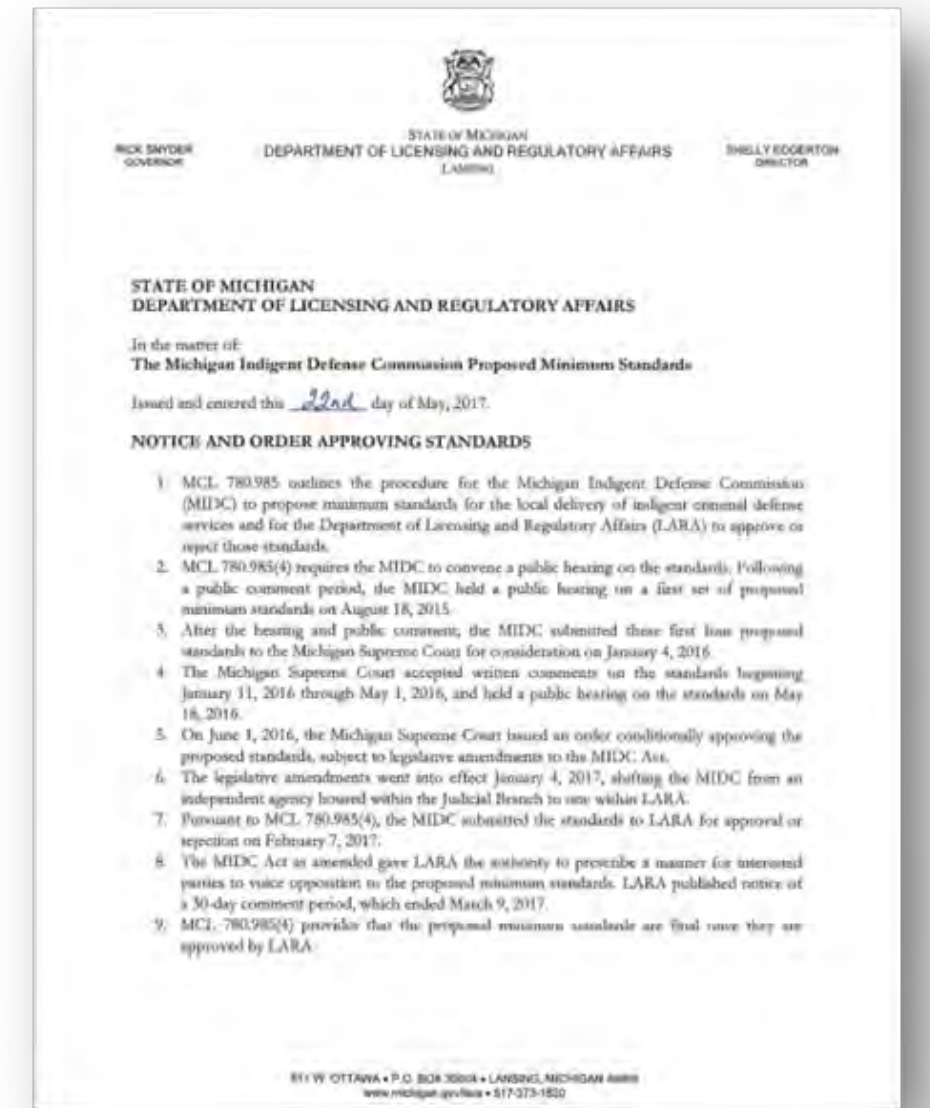 STATE OF MICHIGAN
RICK SNYDER
GOVERNOR
DEPARTMENT OF LICENSING AND REGULATORY AFFAIRS
LANSING
SHELLY EDGERTON
DIRECTOR
STATE OF MICHIGAN
DEPARTMENT OF LICENSING AND REGULATORY AFFAIRS
In the matter of:
The Michigan Indigent Defense Commission Proposed Minimum Standards
Issued and entered this 22nd day of May, 2017.
NOTICE AND ORDER APPROVING STANDARDS
1. MCL 780.985 outlines the procedure for the Michigan Indigent Defense Commission
(MIDC) to propose minimum standards for the local delivery of indigent criminal defense
services and for the Department of Licensing and Regulatory Affairs (LARA) to approve or
reject those standards.
2. MCL 780.985(4) requires the MIDC to convene a public hearing on the standards. Following
a public comment period, the MIDC held a public hearing on a first set of proposed
minimum standards on August 18, 2015.
3. After the hearing and public comment, the MIDC submitted these first four proposed
standards to the Michigan Supreme Court for consideration on January 4, 2016.
4. The Michigan Supreme Court accepted written comments on the standards beginning
January 11, 2016 through May 1, 2016, and held a public hearing on the standards on May
18, 2016.
5. On June 1, 2016, the Michigan Supreme Court issued an order conditionally approving the
proposed standards, subject to legislative amendments to the MIDC Act.
6. The legislative amendments went into effect January 4, 2017, shifting the MIDC from an
independent agency housed within the Judicial Branch to one within LARA.
7. Pursuant to MCL 780.985(4), the MIDC submitted the standards to LARA for approval or
rejection on February 7, 2017.
8. The MIDC Act as amended gave LARA the authority to prescribe a manner for interested
parties to voice opposition to the proposed minimum standards. LARA published notice of
a 30-day comment period, which ended March 9, 2017.
9. MCL 780.985(4) provides that the proposed minimum standards are final once they are
approved by LARA.
611 W. OTTAWA • P.O. BOX 30004 • LANSING, MICHIGAN
www.michigan.gov/lara • 517-373-1820